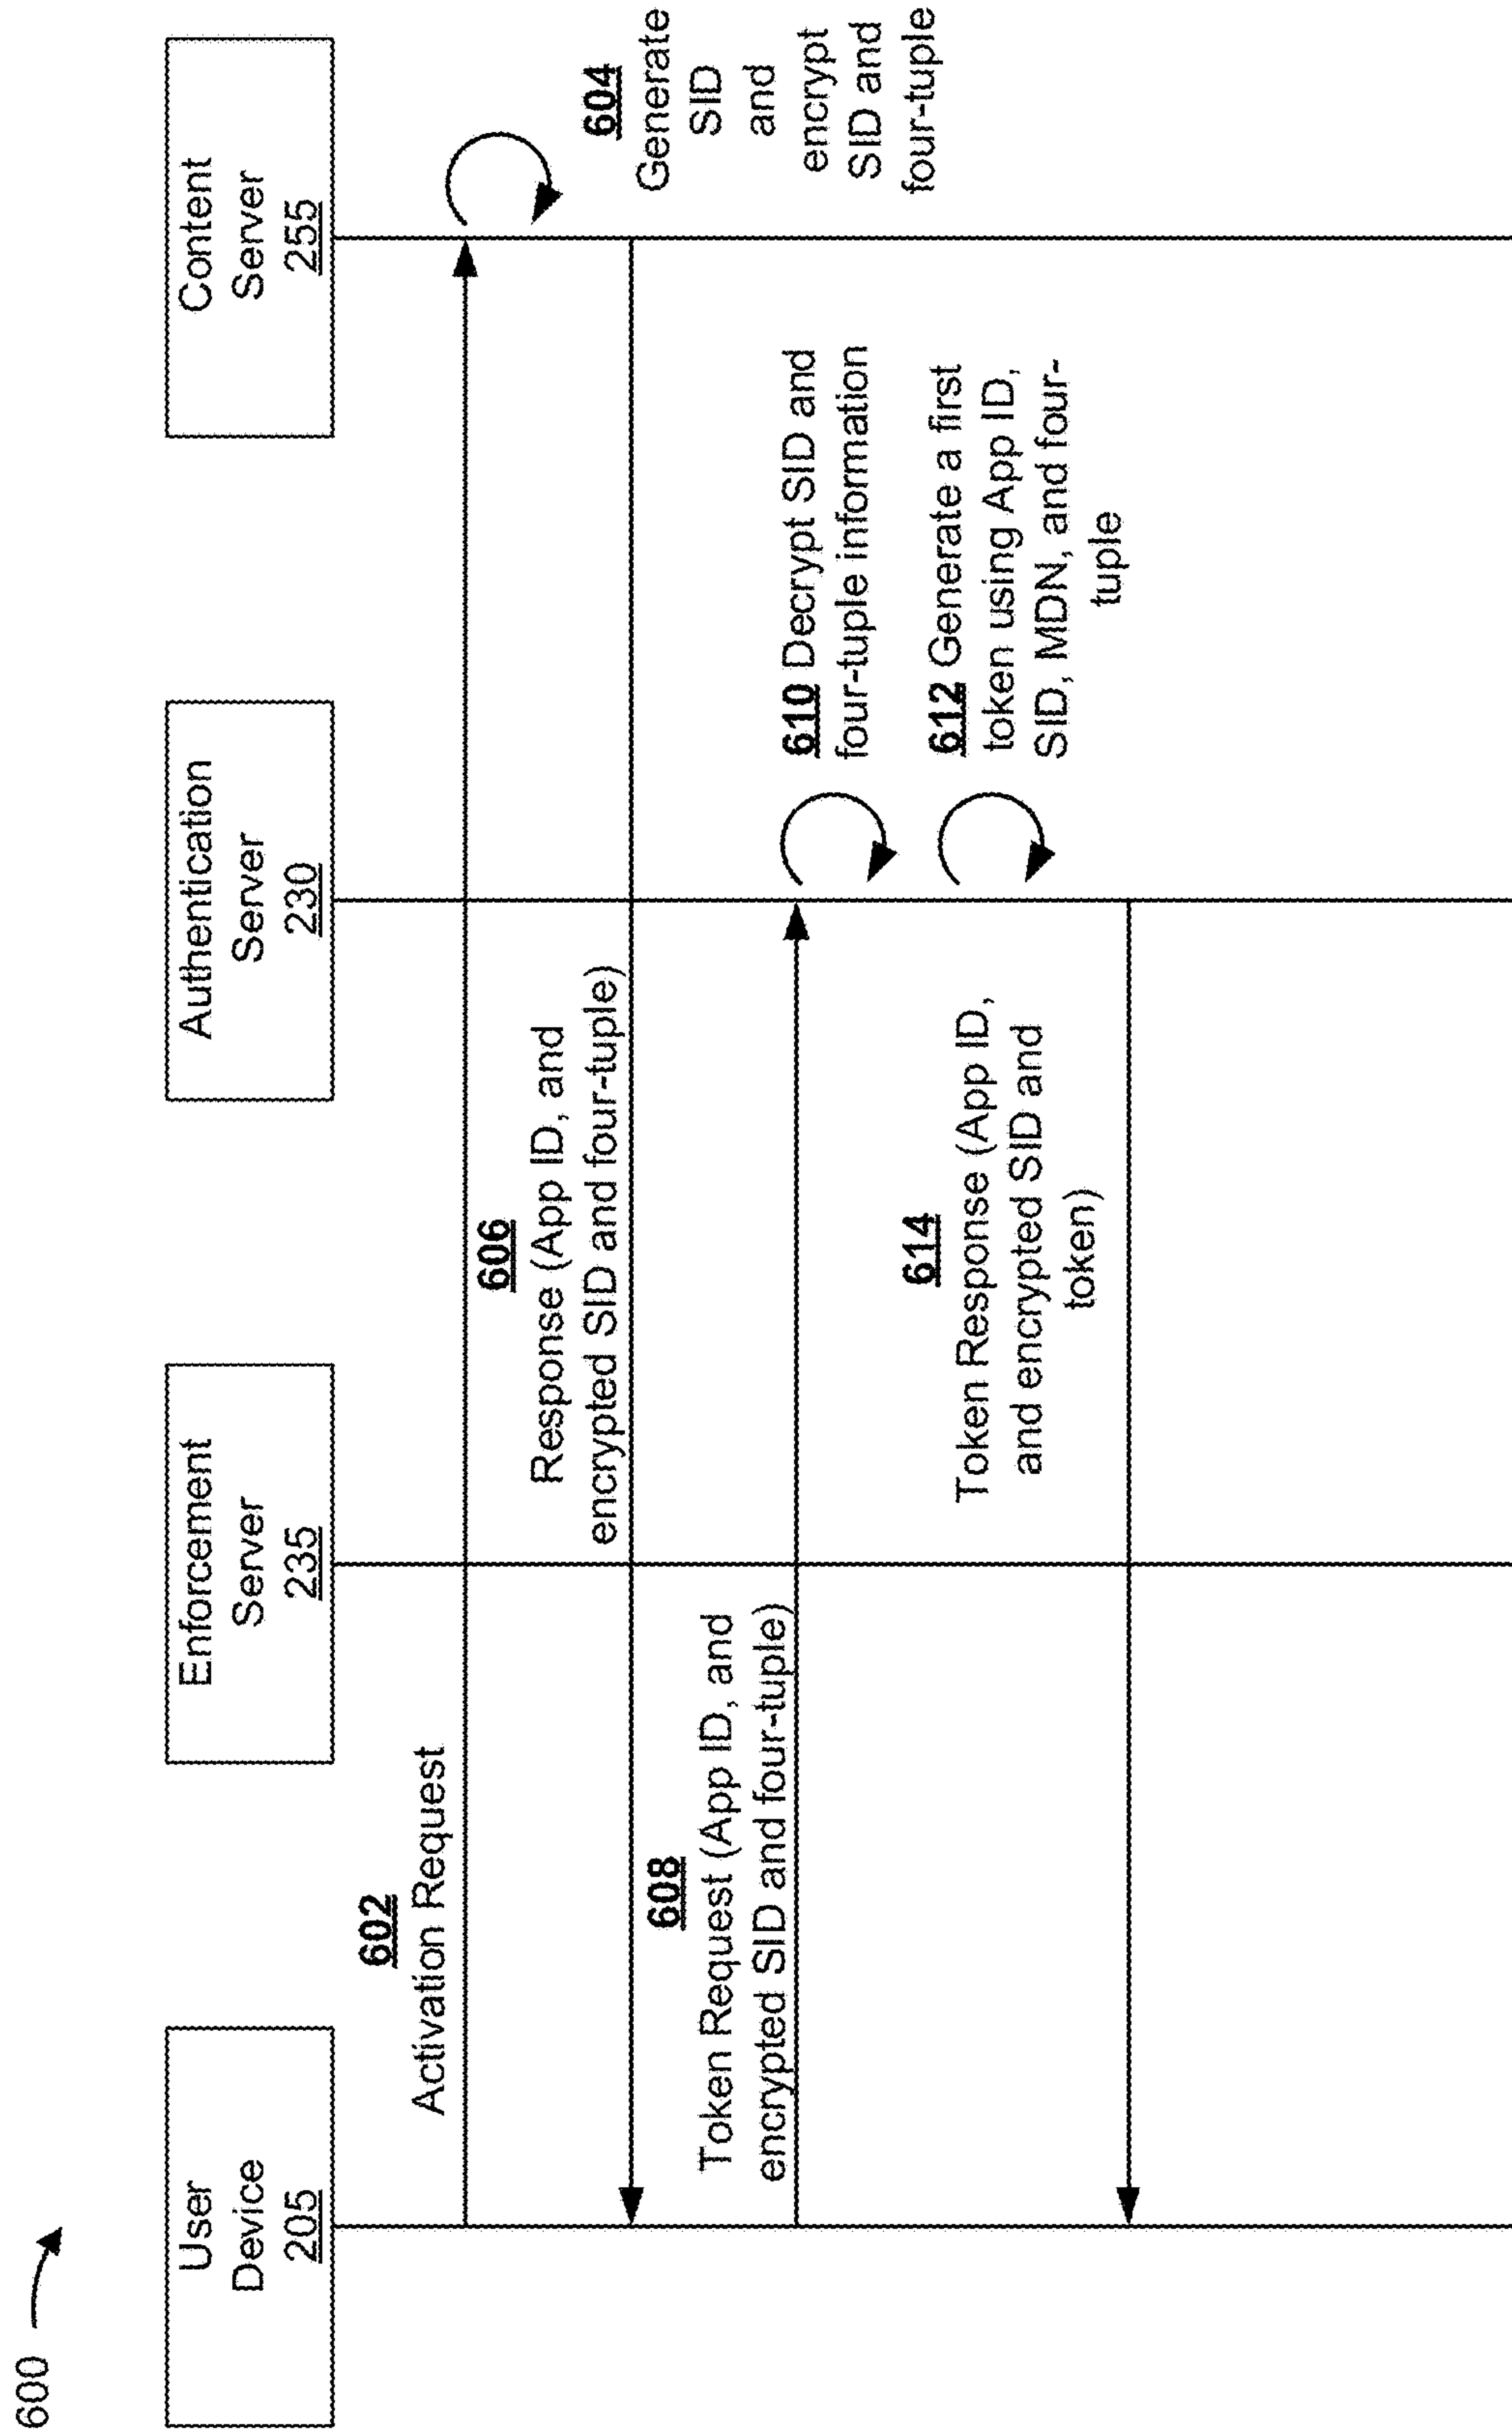 600
User
Device
205
Enforcement
Server
235
Authentication
Server
230
Content
Server
255
602
Activation Request
604
Generate
SID
and
encrypt
SID and
four-tuple
606
Response (App ID, and
encrypted SID and four-tuple)
608
Token Request (App ID, and
encrypted SID and four-tuple)
610 Decrypt SID and
four-tuple information
612 Generate a first
token using App ID,
SID, MDN, and four-
tuple
614
Token Response (App ID,
and encrypted SID and
token)